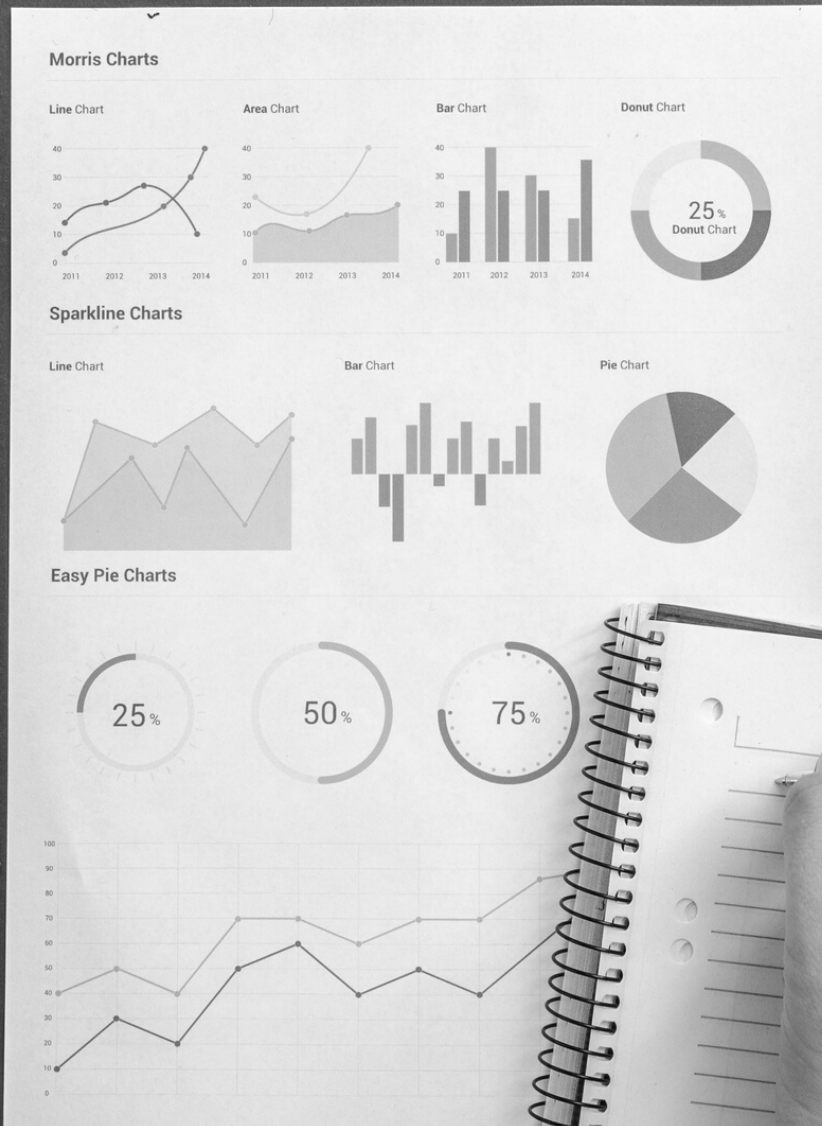 Morris Charts
Line Chart
Area Chart
Bar Chart
Donut Chart
40
30
20
10
0
2011 2012 2013 2014
40
30
20
10
0
2011 2012 2013 2014
40
30
20
10
0
2011 2012 2013 2014
25%
Donut Chart
Sparkline Charts
Line Chart
Bar Chart
Pie Chart
Easy Pie Charts
25%
50%
75%
100
90
80
70
60
50
40
30
20
10
0